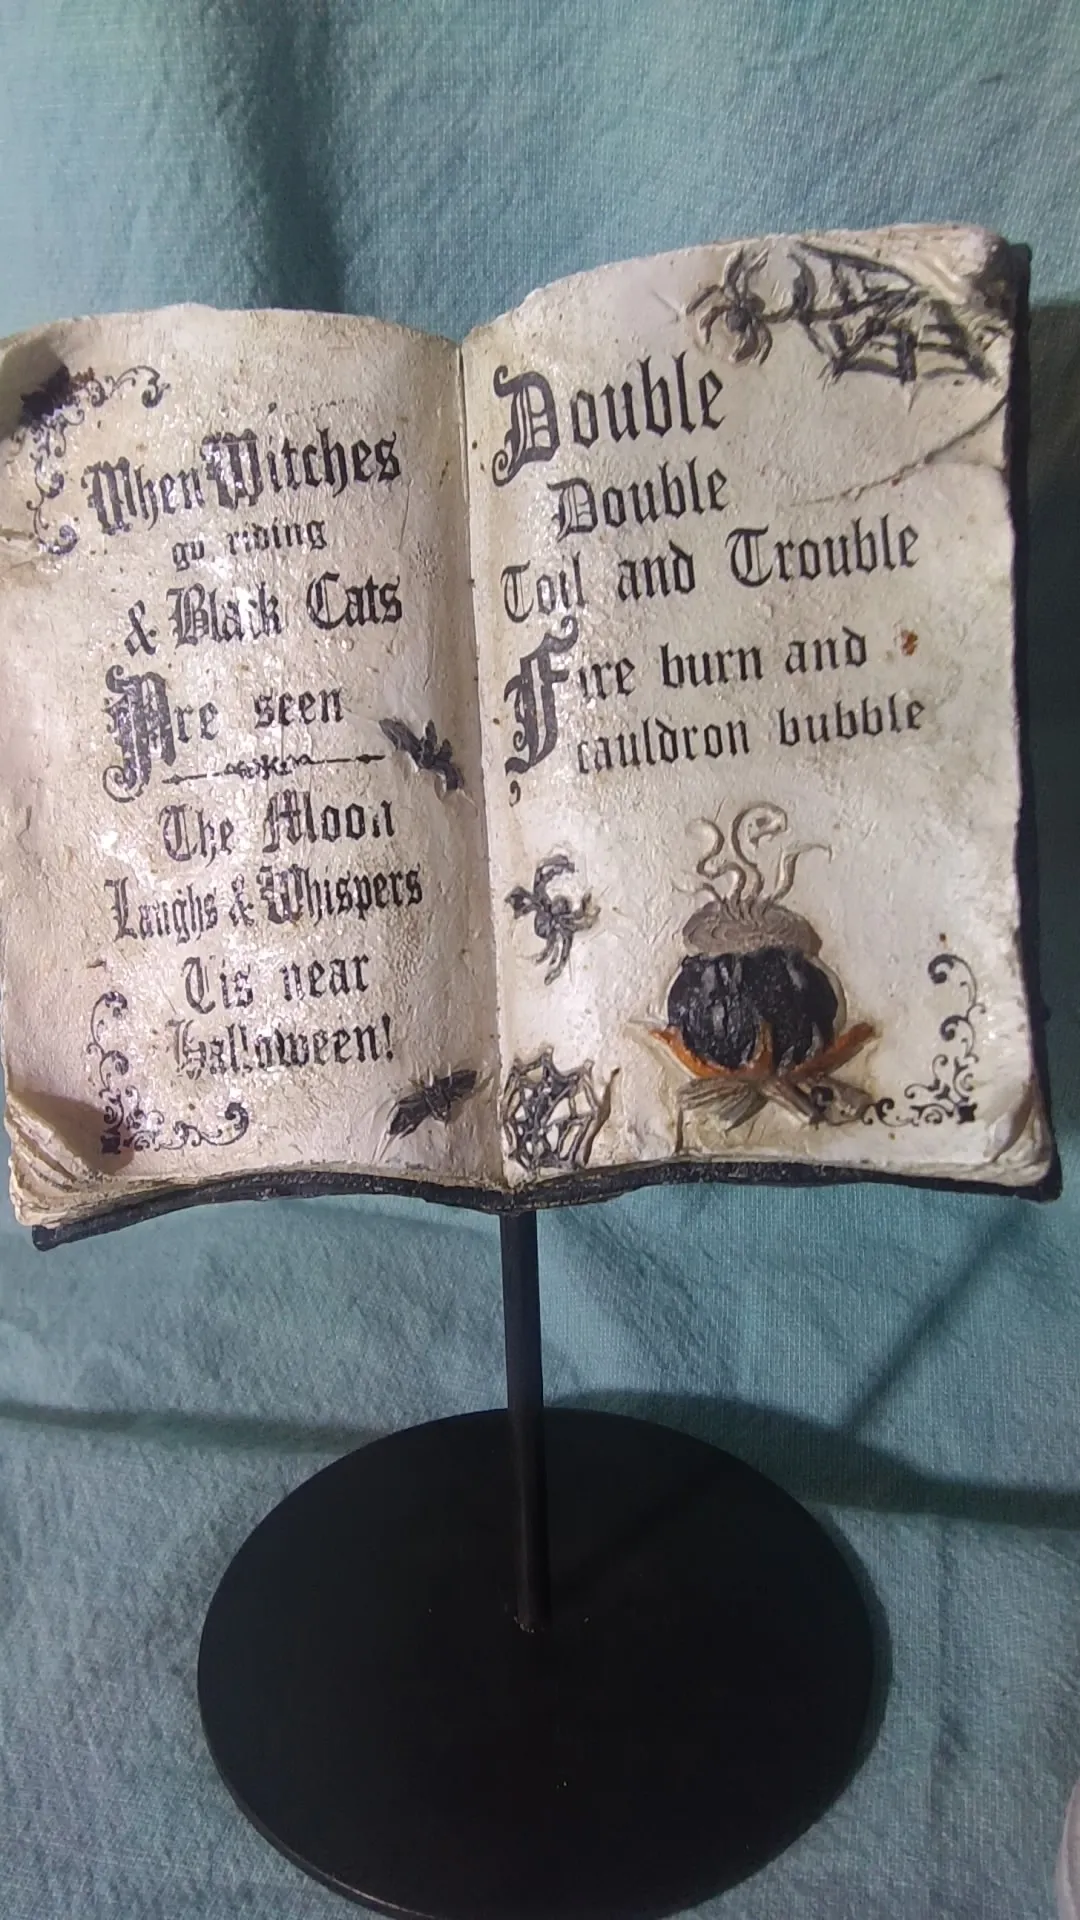 When Witches
go riding
& Black Cats
Are seen
The Moon
Laughs & Whispers
Tis near
Halloween!
Double
Double
Toil and Trouble
Fire burn and
cauldron bubble